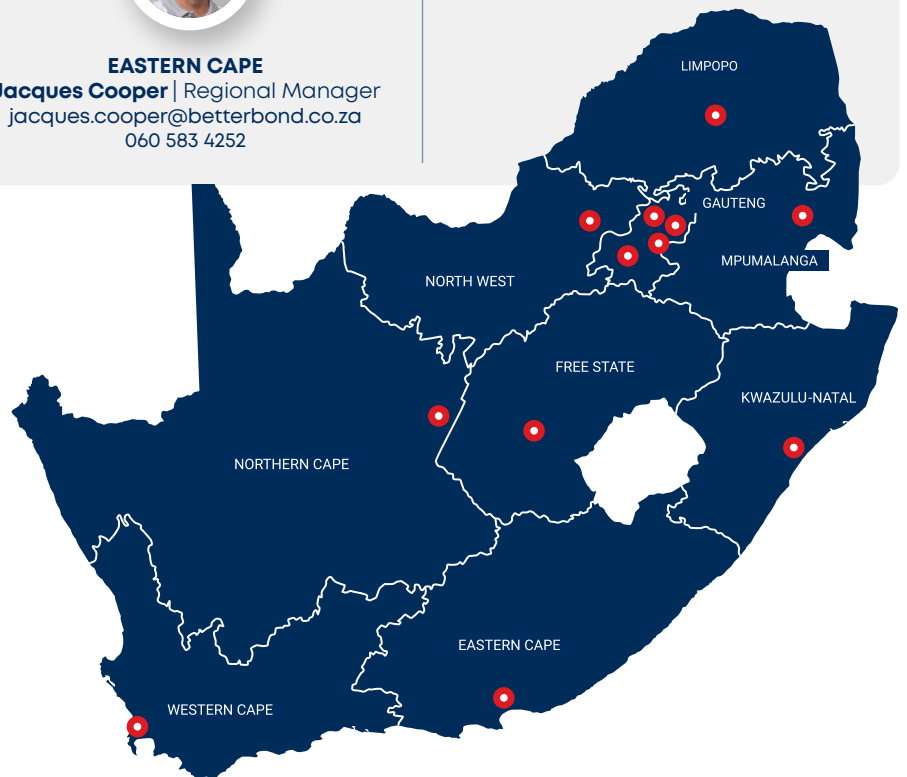 EASTERN CAPE
Jacques Cooper | Regional Manager
jacques.cooper@betterbond.co.za
060 583 4252
LIMPOPO
GAUTENG
MPUMALANGA
NORTH WEST
FREE STATE
KWAZULU-NATAL
NORTHERN CAPE
EASTERN CAPE
WESTERN CAPE